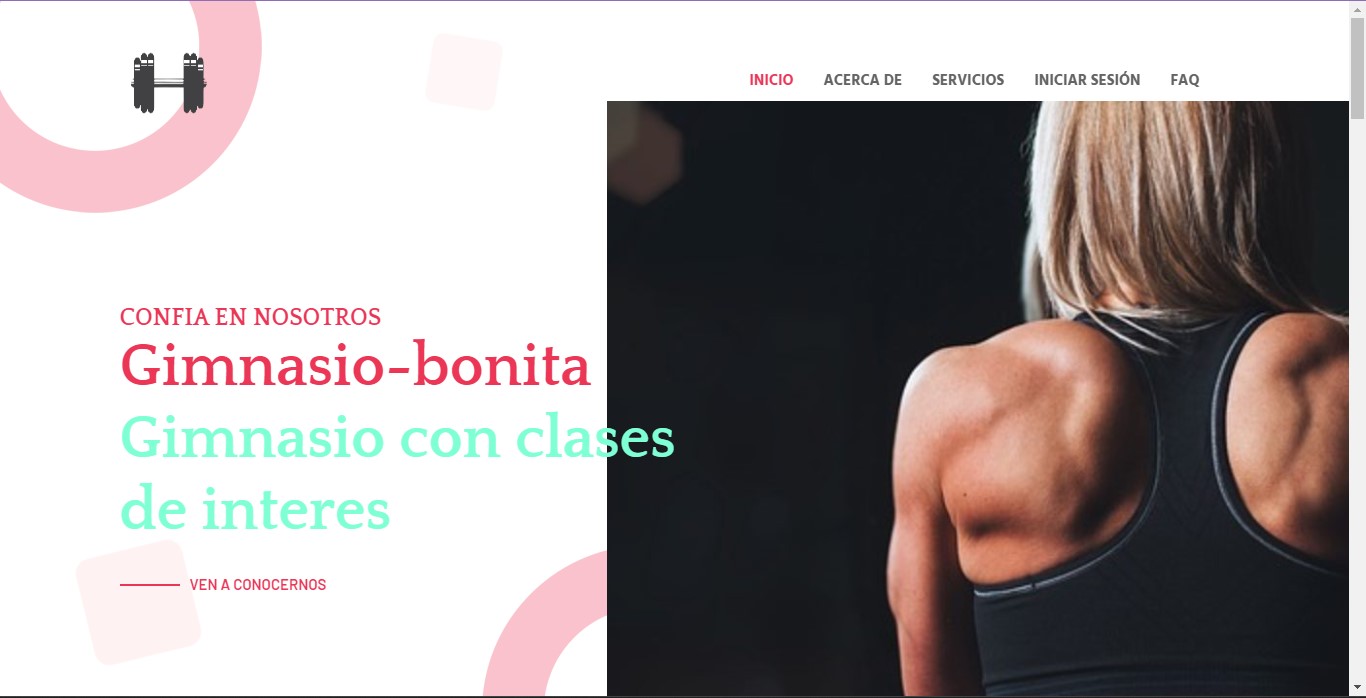 INICIO ACERCA DE SERVICIOS INICIAR SESIÓN FAQ
CONFIA EN NOSOTROS
Gimnasio-bonita
Gimnasio con clases
de interes
VEN A CONOCERNOS